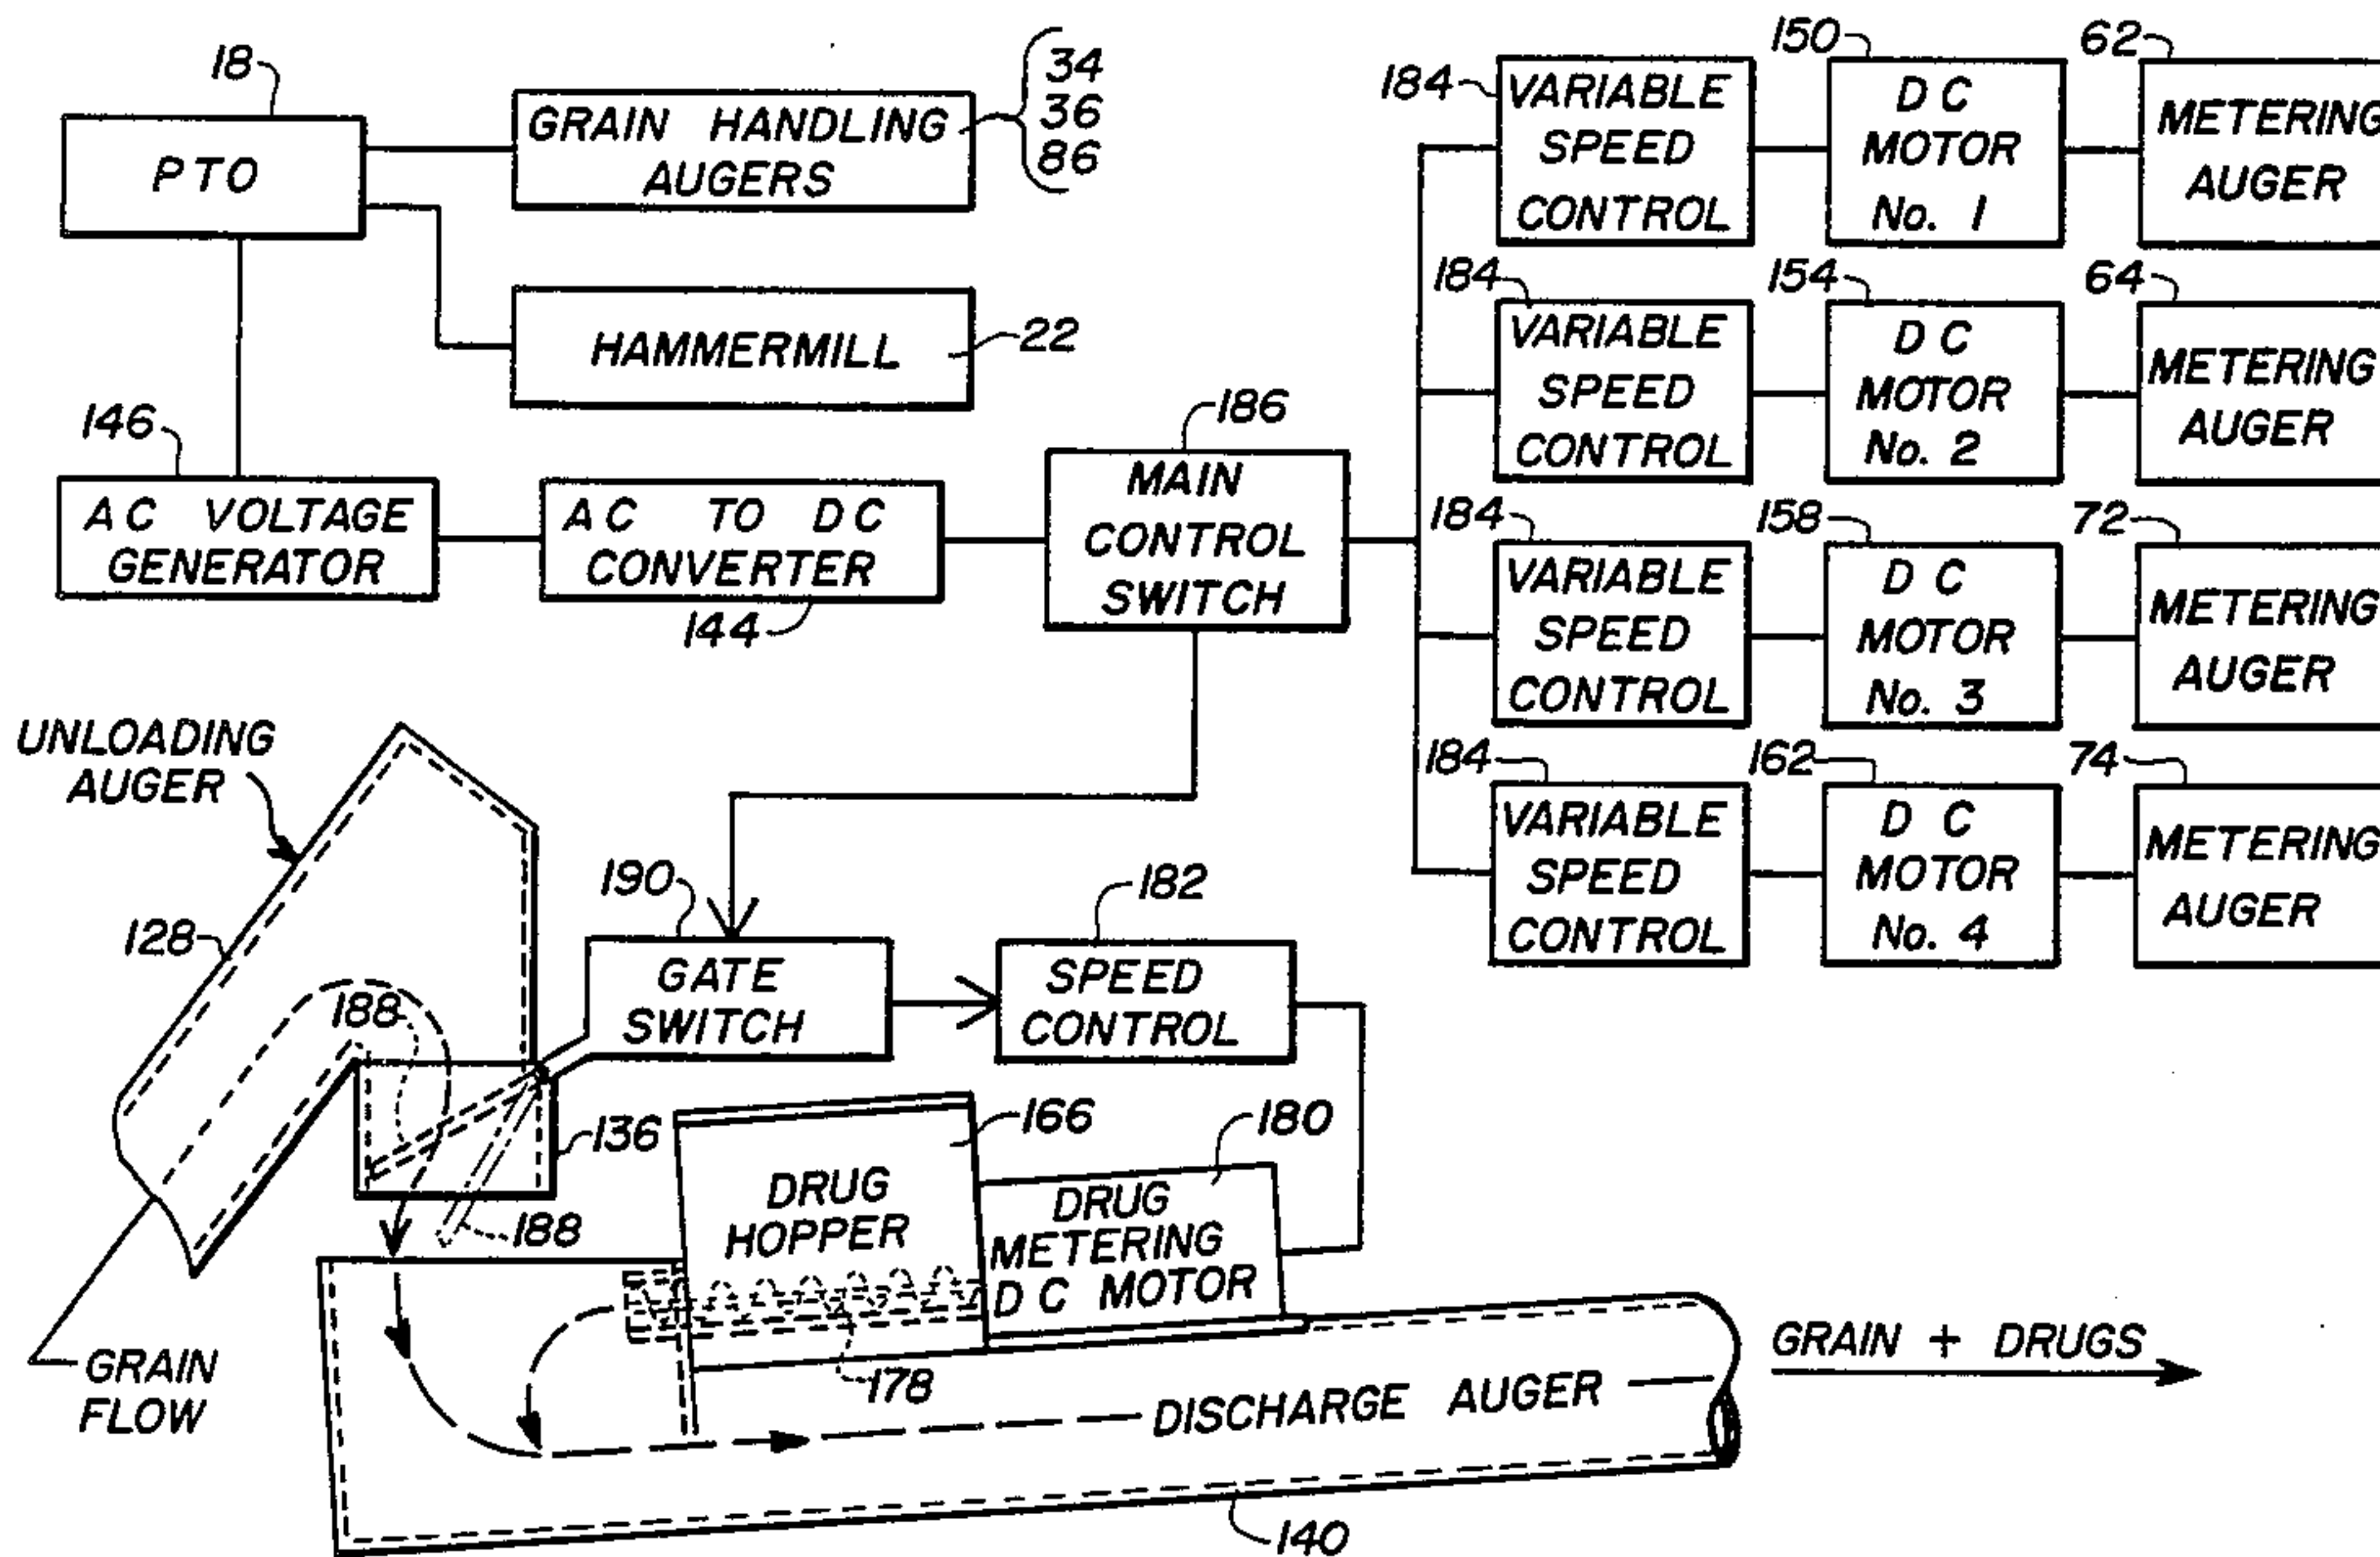 18
PTO
GRAIN HANDLING
AUGERS
34
36
86
HAMMERMILL
22
146
AC VOLTAGE
GENERATOR
AC TO DC
CONVERTER
144
186
MAIN
CONTROL
SWITCH
184
VARIABLE
SPEED
CONTROL
150
DC
MOTOR
No. 1
62
METERING
AUGER
184
VARIABLE
SPEED
CONTROL
154
DC
MOTOR
No. 2
64
METERING
AUGER
184
VARIABLE
SPEED
CONTROL
158
DC
MOTOR
No. 3
72
METERING
AUGER
184
VARIABLE
SPEED
CONTROL
162
DC
MOTOR
No. 4
74
METERING
AUGER
UNLOADING
AUGER
128
188
190
GATE
SWITCH
182
SPEED
CONTROL
136
188
166
DRUG
HOPPER
180
DRUG
METERING
DC MOTOR
178
GRAIN
FLOW
DISCHARGE AUGER
GRAIN + DRUGS
140